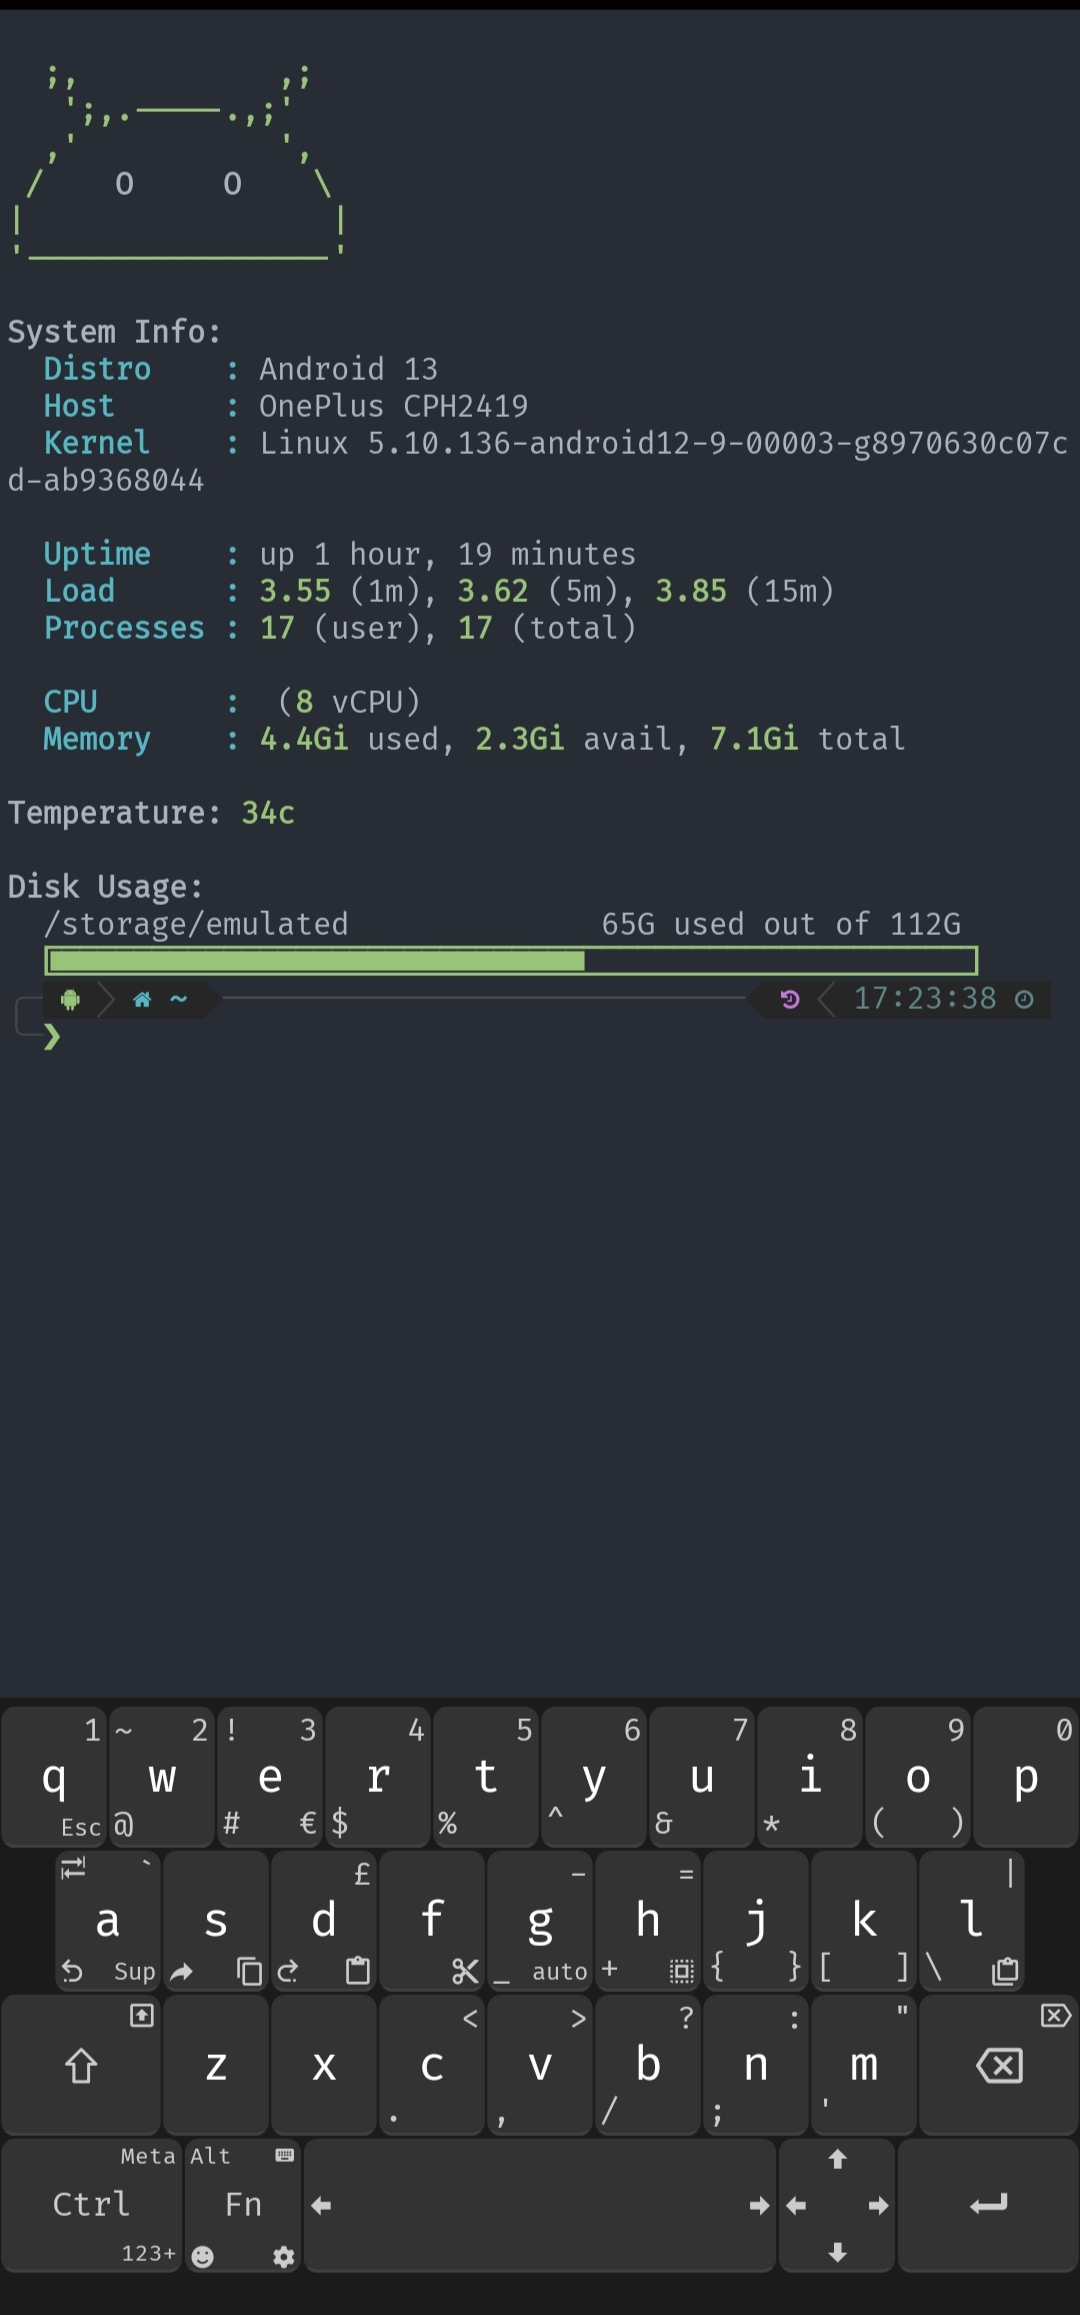 System Info:
Distro : Android 13
Host : OnePlus CPH2419
Kernel : Linux 5.10.136-android12-9-00003-g8970630c07c
d-ab9368044
Uptime : up 1 hour, 19 minutes
Load : 3.55 (1m), 3.62 (5m), 3.85 (15m)
Processes : 17 (user), 17 (total)
CPU : (8 vCPU)
Memory : 4.4Gi used, 2.3Gi avail, 7.1Gi total
Temperature: 34c
Disk Usage:
/storage/emulated 65G used out of 112G
~ 17:23:38
❯
1 ~ 2 ! 3 4 5 6 7 8 9 0
q w e r t y u i o p
Esc @ # € $ % ^ & * ( )
` £ - = |
a s d f g h j k l
Sup _ auto + { } [ ] \
< > ? : "
z x c v b n m
. , / ; '
Meta Alt
Ctrl Fn
123+